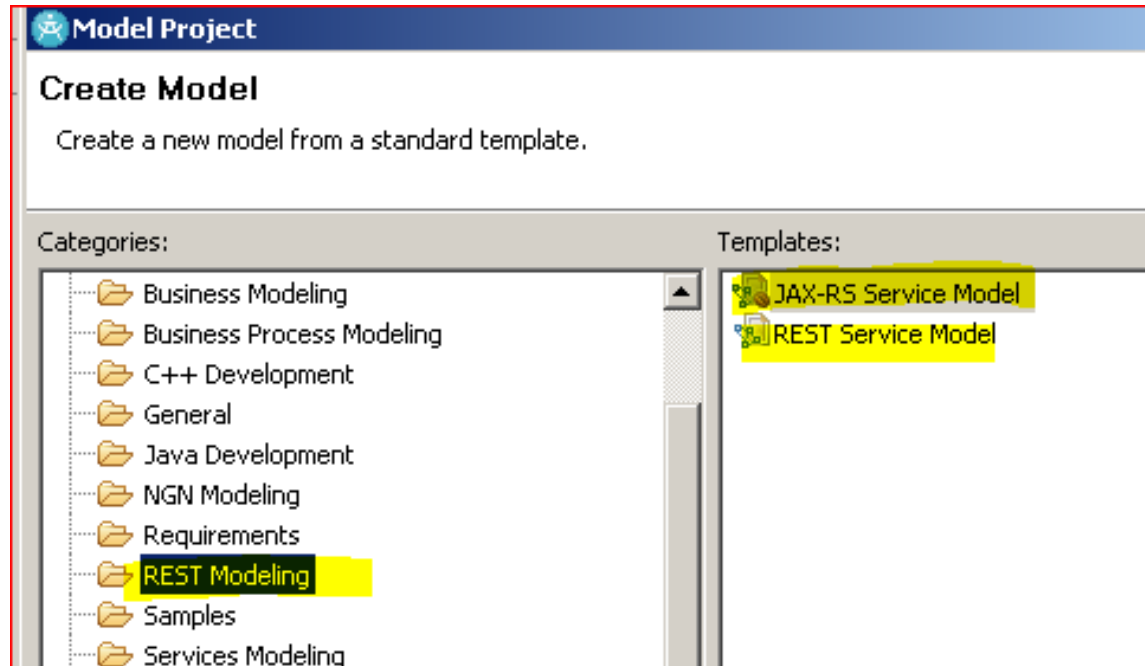 Model Project
Create Model
Create a new model from a standard template.
Categories:
Business Modeling
Business Process Modeling
C++ Development
General
Java Development
NGN Modeling
Requirements
REST Modeling
Samples
Services Modeling
Templates:
JAX-RS Service Model
REST Service Model